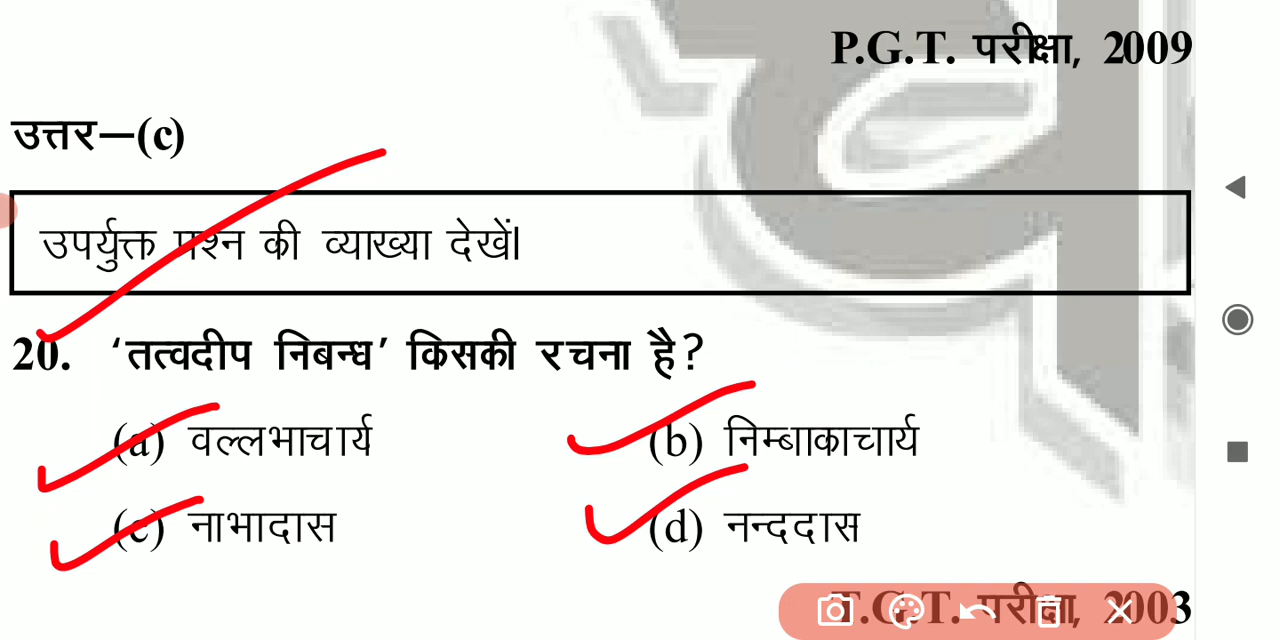 P.G.T. परीक्षा, 2009
उत्तर—(c)
उपर्युक्त प्रश्न की व्याख्या देखें।
20. ‘तत्वदीप निबन्ध’ किसकी रचना है?
(a) वल्लभाचार्य (b) निम्बाकाचार्य
(c) नाभादास (d) नन्ददास
T.G.T. परीक्षा, 2003